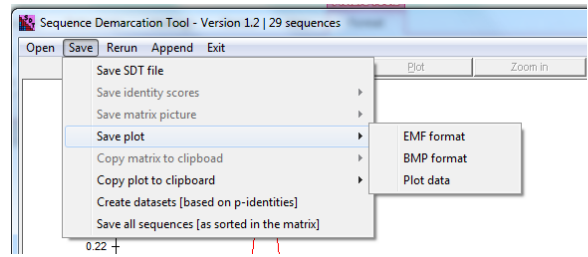 Sequence Demarcation Tool - Version 1.2 | 29 sequences
Open Save Rerun Append Exit
Plot Zoom in
Save SDT file
Save identity scores
Save matrix picture
Save plot
EMF format
Copy matrix to clipboad
BMP format
Copy plot to clipboard
Plot data
Create datasets [based on p-identities]
Save all sequences [as sorted in the matrix]
0.22